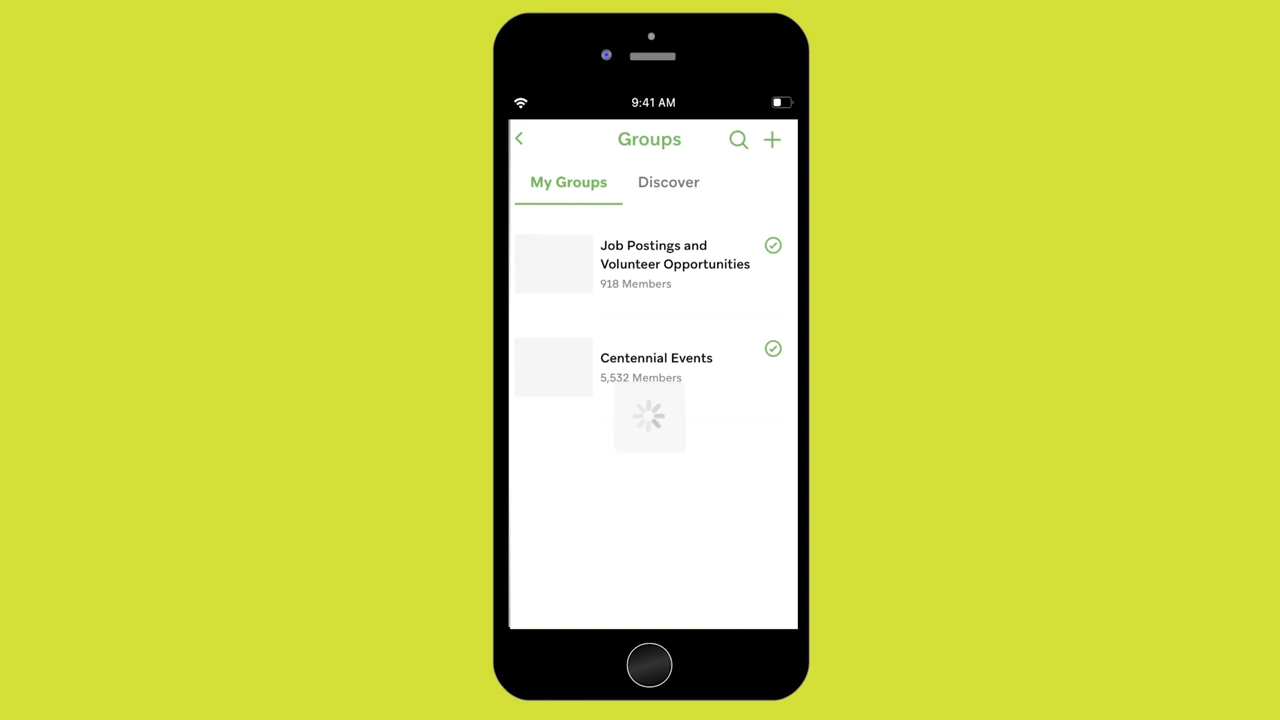 9:41 AM
Groups
My Groups
Discover
Job Postings and
Volunteer Opportunities
918 Members
Centennial Events
5,532 Members